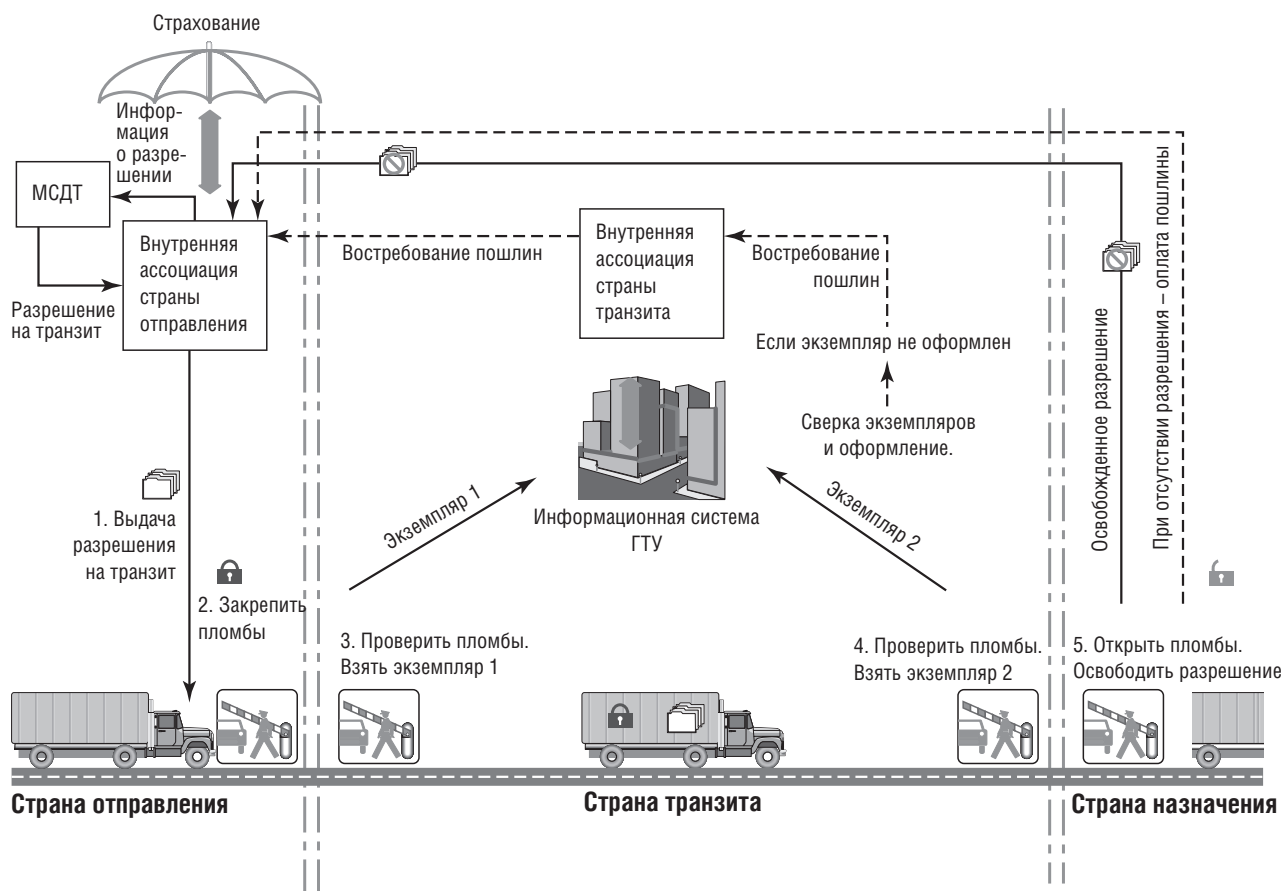 Страхование
Инфор-
мация
о разре-
шении
МСДТ
Внутренняя
ассоциация
страны
отправления
Разрешение
на транзит
Востребование пошлин
Внутренняя
ассоциация
страны
транзита
Востребование
пошлин
Если экземпляр не оформлен
Сверка экземпляров
и оформление.
Освобожденное разрешение
При отсутствии разрешения – оплата пошлины
1. Выдача
разрешения
на транзит
2. Закрепить
пломбы
Экземпляр 1
Информационная система
ГТУ
Экземпляр 2
3. Проверить пломбы.
Взять экземпляр 1
4. Проверить пломбы.
Взять экземпляр 2
5. Открыть пломбы.
Освободить разрешение
Страна отправления
Страна транзита
Страна назначения